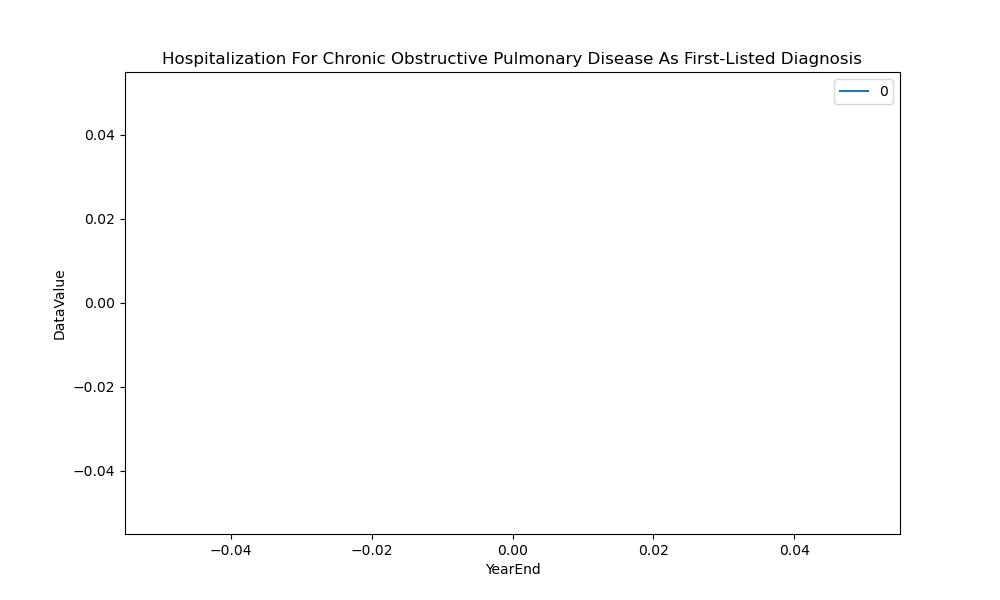 Hospitalization For Chronic Obstructive Pulmonary Disease As First-Listed Diagnosis
0
0.04
0.02
0.00
−0.02
−0.04
DataValue
−0.04 −0.02 0.00 0.02 0.04
YearEnd